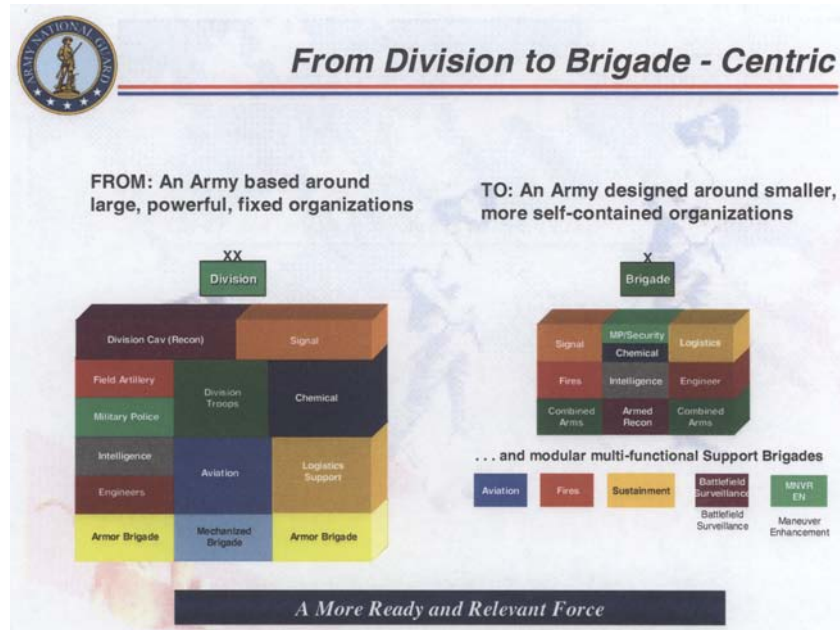 ARMY NATIONAL GUARD
From Division to Brigade - Centric
FROM: An Army based around
large, powerful, fixed organizations
XX
Division
Division Cav (Recon)
Signal
Field Artillery
Division
Troops
Chemical
Military Police
Intelligence
Aviation
Logistics
Support
Engineers
Armor Brigade
Mechanized
Brigade
Armor Brigade
TO: An Army designed around smaller,
more self-contained organizations
X
Brigade
Signal
MP/Security
Logistics
Chemical
Fires
Intelligence
Engineer
Combined
Arms
Armed
Recon
Combined
Arms
. . . and modular multi-functional Support Brigades
Aviation
Fires
Sustainment
Battlefield
Surveillance
MNVR
EN
Battlefield
Surveillance
Maneuver
Enhancement
A More Ready and Relevant Force